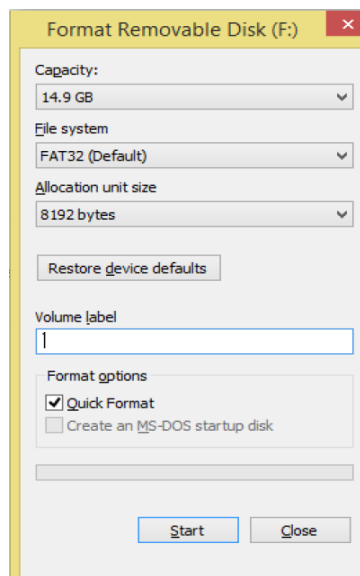 Format Removable Disk (F:)
Capacity:
14.9 GB
File system
FAT32 (Default)
Allocation unit size
8192 bytes
Restore device defaults
Volume label
Format options
Quick Format
Create an MS-DOS startup disk
Start
Close